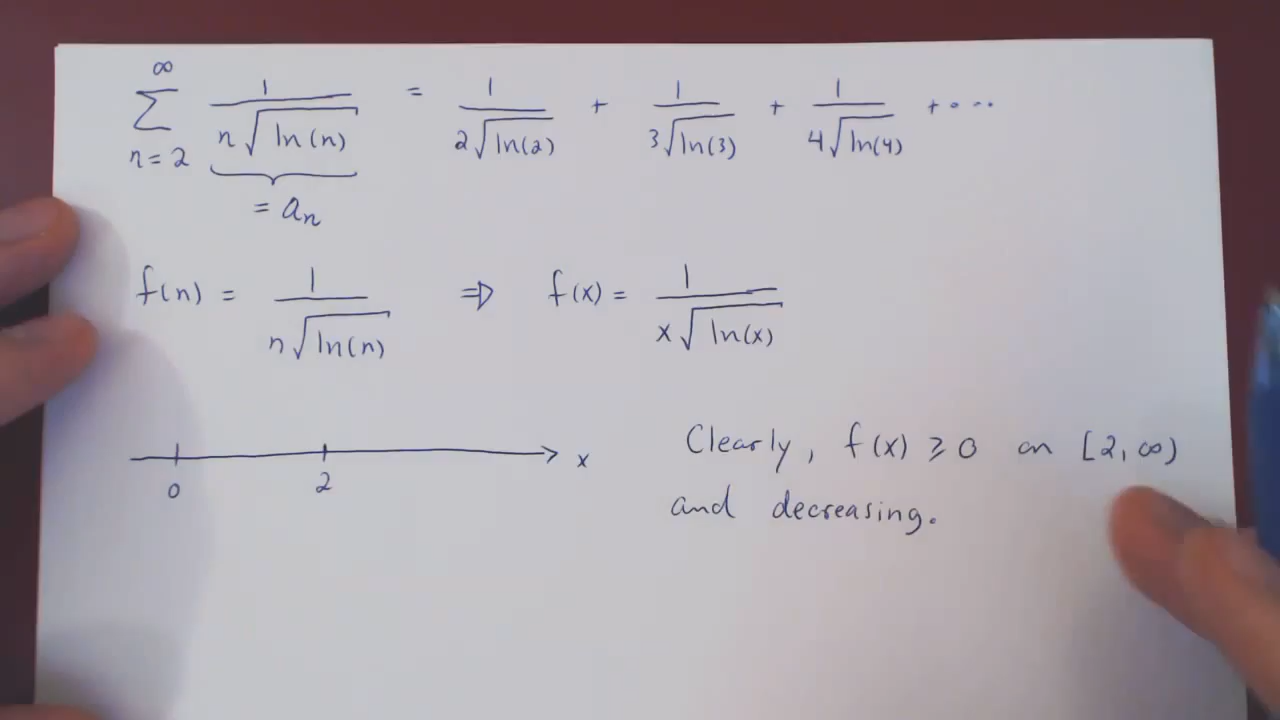 ∞
∑ 1/(n√ln(n)) = 1/(2√ln(2)) + 1/(3√ln(3)) + 1/(4√ln(4)) + ···
n=2
= aₙ
f(n) = 1/(n√ln(n)) ⇒ f(x) = 1/(x√ln(x))
Clearly, f(x) ≥ 0 on [2, ∞)
and decreasing.
0 2 x